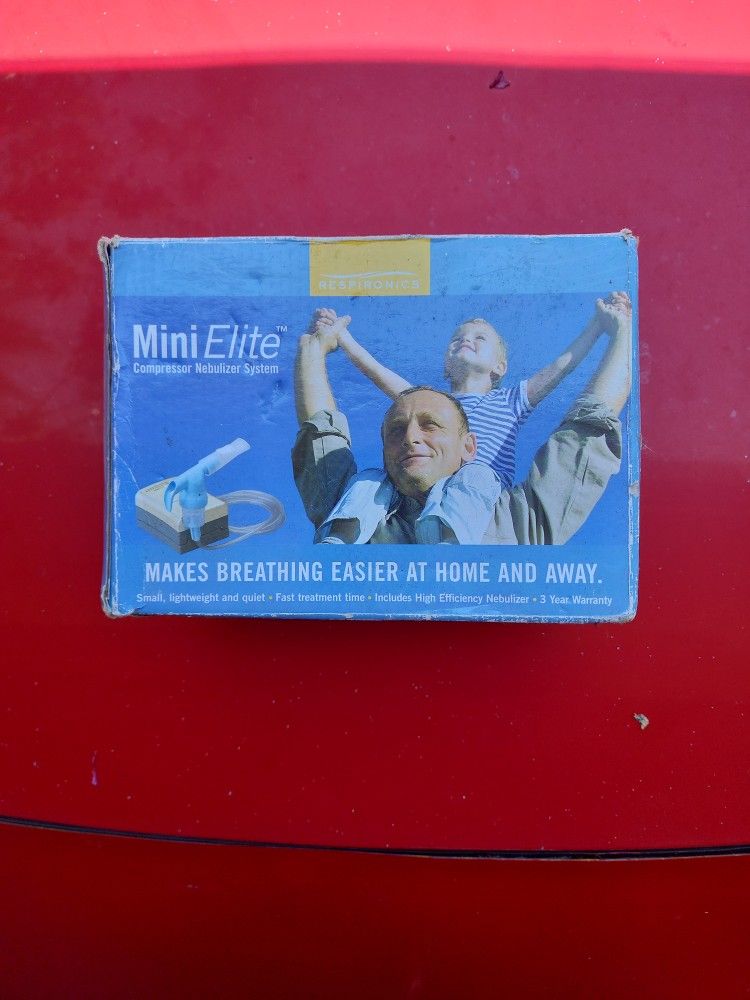 RESPIRONICS
Mini Elite™
Compressor Nebulizer System
MAKES BREATHING EASIER AT HOME AND AWAY.
Small, lightweight and quiet • Fast treatment time • Includes High Efficiency Nebulizer • 3 Year Warranty